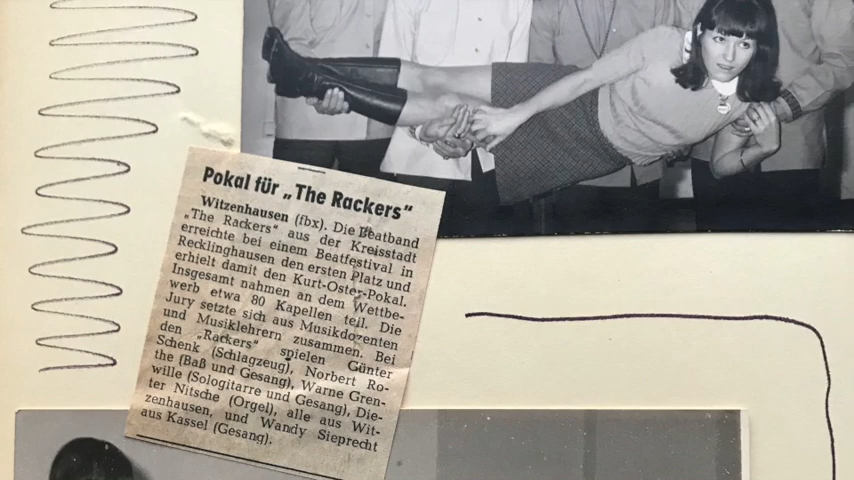 Pokal für „The Rackers"
Witzenhausen (fbx). Die Beatband
„The Rackers" aus der Kreisstadt
erreichte bei einem Beatfestival in
Recklinghausen den ersten Platz und
erhielt damit den Kurt-Oster-Pokal.
Insgesamt nahmen an dem Wettbe-
werb etwa 80 Kapellen teil. Die
Jury setzte sich aus Musikdozenten
und Musiklehrern zusammen. Bei
den „Rackers" spielen Günter
Schenk (Schlagzeug), Norbert Ro-
the (Baß und Gesang), Warne Gren-
ville (Sologitarre und Gesang), Die-
ter Nitsche (Orgel), alle aus Wit-
zenhausen, und Wandy Sieprecht
aus Kassel (Gesang).